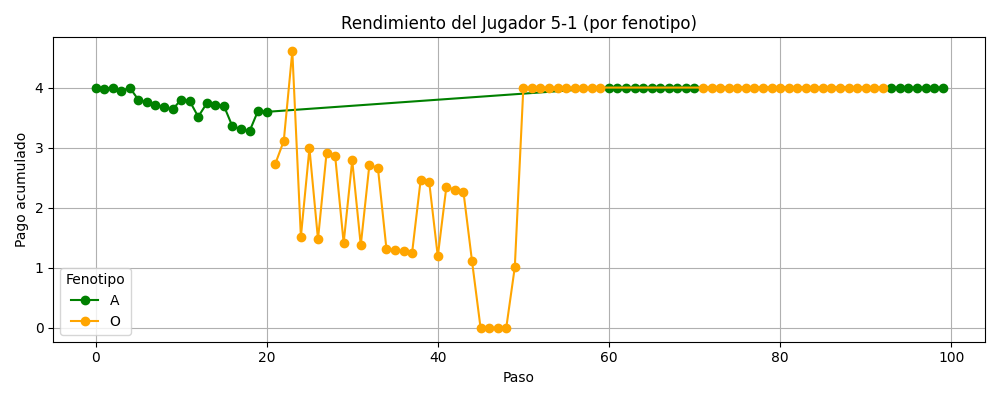 Rendimiento del Jugador 5-1 (por fenotipo)
Pago acumulado
4
3
2
1
0
Fenotipo
A
O
0 20 40 60 80 100
Paso